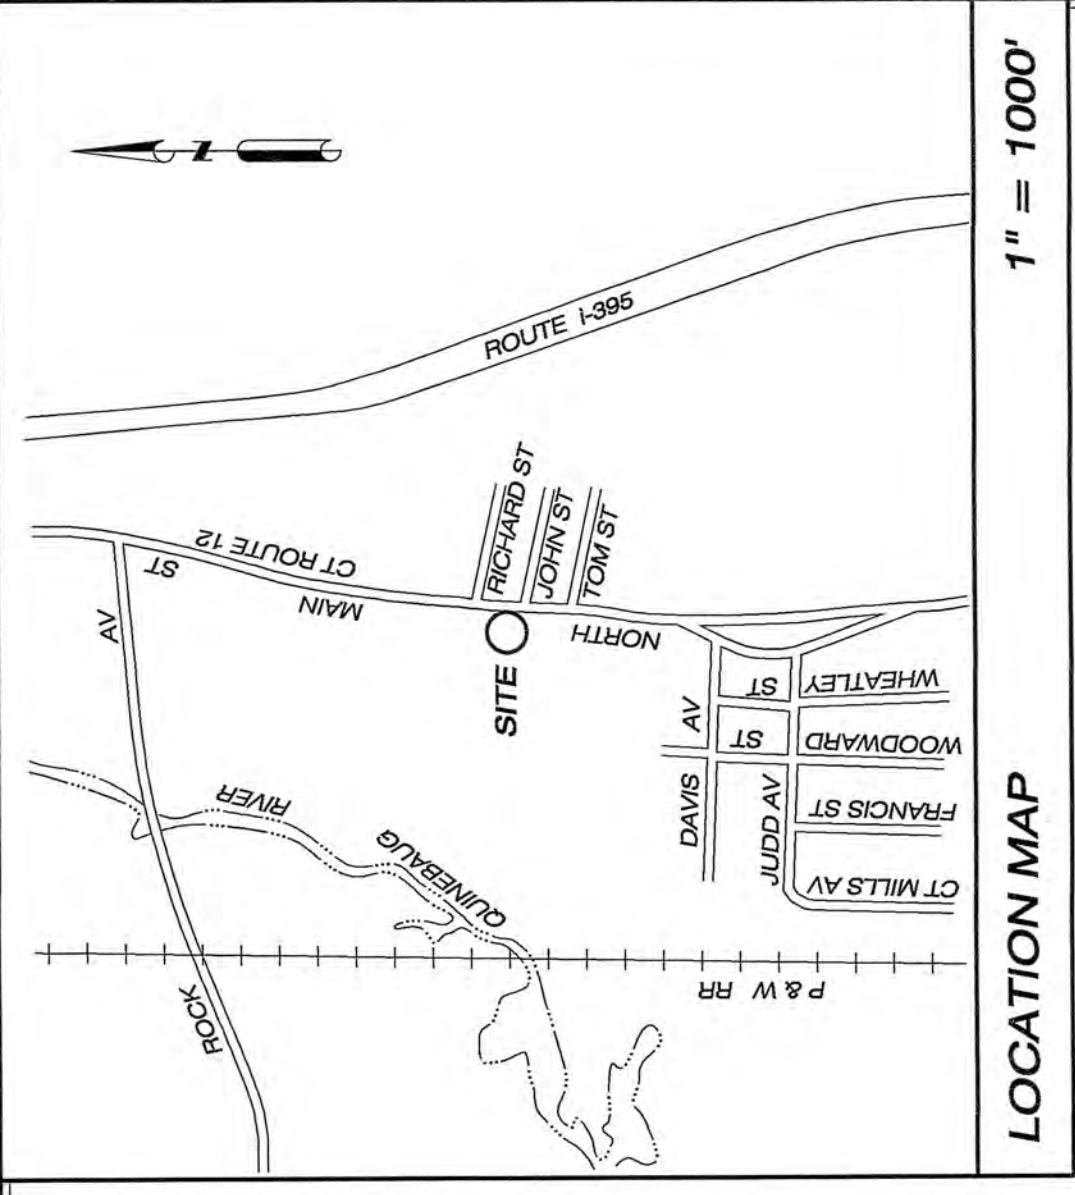 N
ROUTE i-395
CT ROUTE 12
NORTH MAIN ST
RICHARD ST
JOHN ST
TOM ST
SITE
ROCK AV
QUINEBAUG RIVER
DAVIS AV
JUDD AV
WHEATLEY ST
WOODWARD ST
FRANCIS ST
CT MILLS AV
P & W RR
LOCATION MAP 1" = 1000'